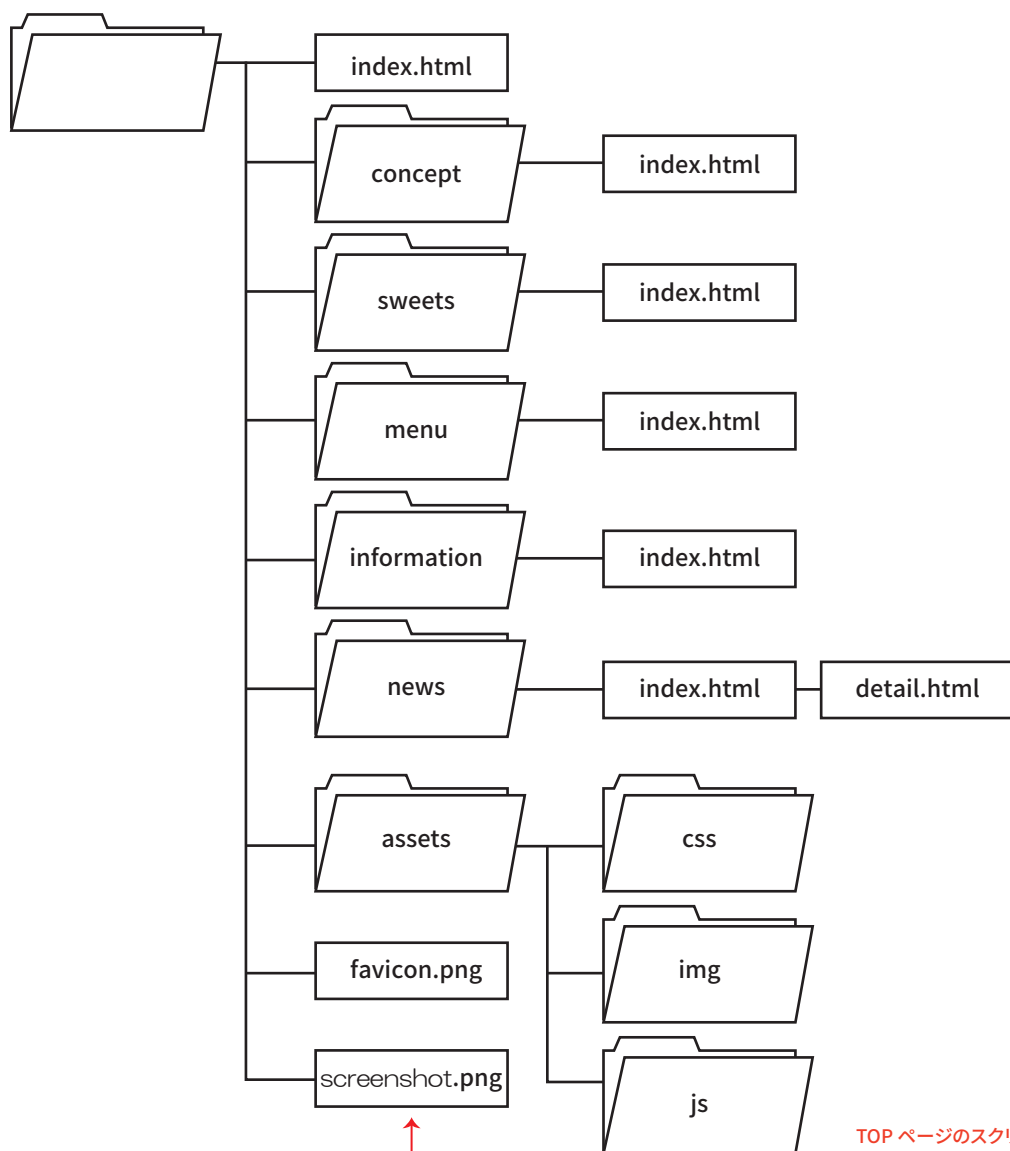 index.html
concept
index.html
sweets
index.html
menu
index.html
information
index.html
news
index.html
detail.html
assets
css
favicon.png
img
screenshot.png
js
TOP ページのスクリ